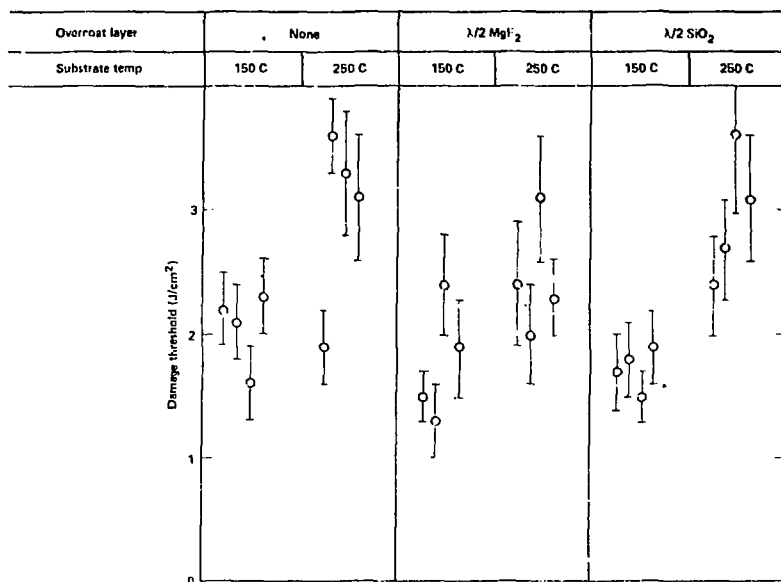 Overcoat layer None λ/2 MgF₂ λ/2 SiO₂
Substrate temp 150 C 250 C 150 C 250 C 150 C 250 C
Damage threshold (J/cm²)
3
2
1
0